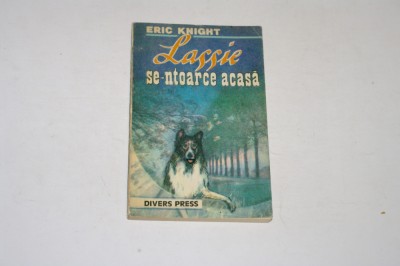 ERIC KNIGHT
Lassie
se-ntoarce acasă
DIVERS PRESS